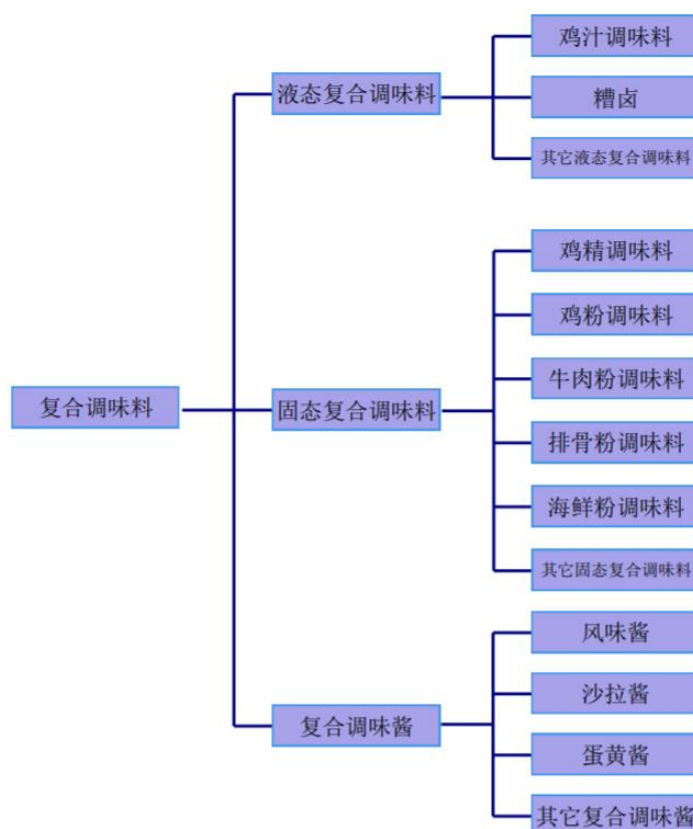 鸡汁调味料
液态复合调味料
糟卤
其它液态复合调味料
鸡精调味料
鸡粉调味料
牛肉粉调味料
复合调味料
固态复合调味料
排骨粉调味料
海鲜粉调味料
其它固态复合调味料
风味酱
沙拉酱
复合调味酱
蛋黄酱
其它复合调味酱